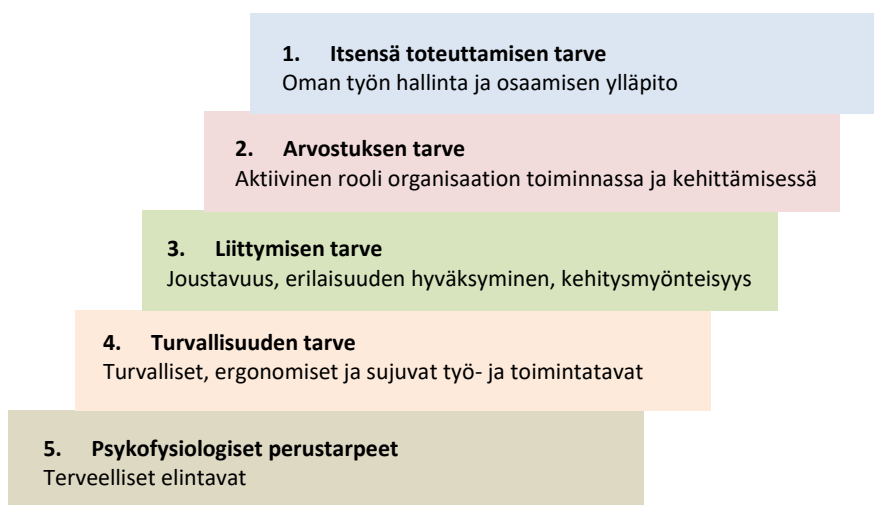 1. Itsensä toteuttamisen tarve
Oman työn hallinta ja osaamisen ylläpito
2. Arvostuksen tarve
Aktiivinen rooli organisaation toiminnassa ja kehittämisessä
3. Liittymisen tarve
Joustavuus, erilaisuuden hyväksyminen, kehitysmyönteisyys
4. Turvallisuuden tarve
Turvalliset, ergonomiset ja sujuvat työ- ja toimintatavat
5. Psykofysiologiset perustarpeet
Terveelliset elintavat